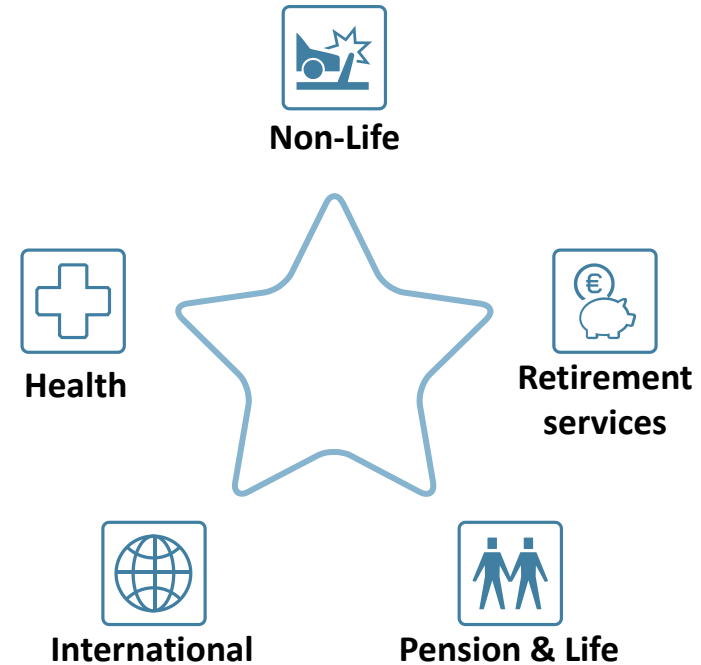 Non-Life
Health
Retirement
services
International
Pension & Life